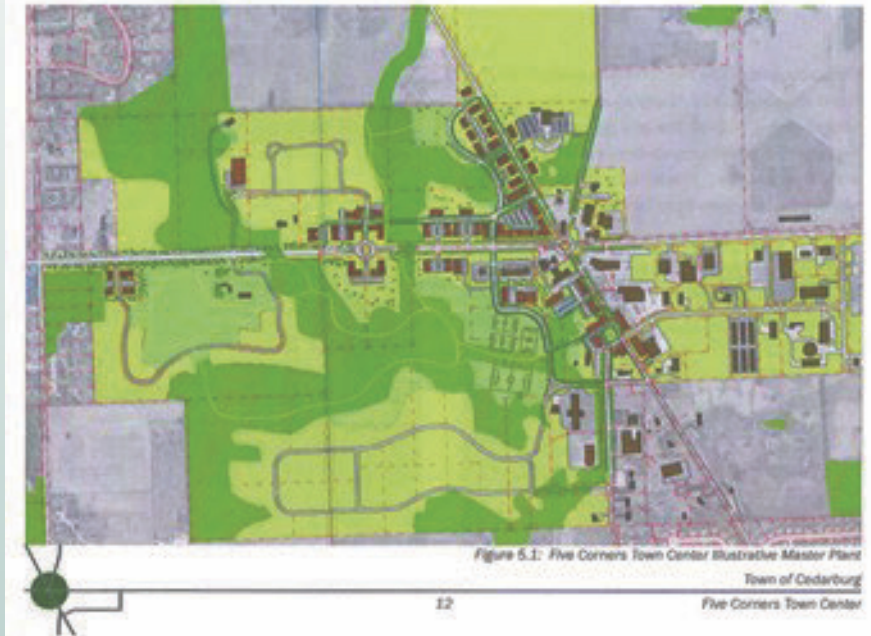 Figure 5.1: Five Corners Town Center Illustrative Master Plant
Town of Cedarburg
12
Five Corners Town Center